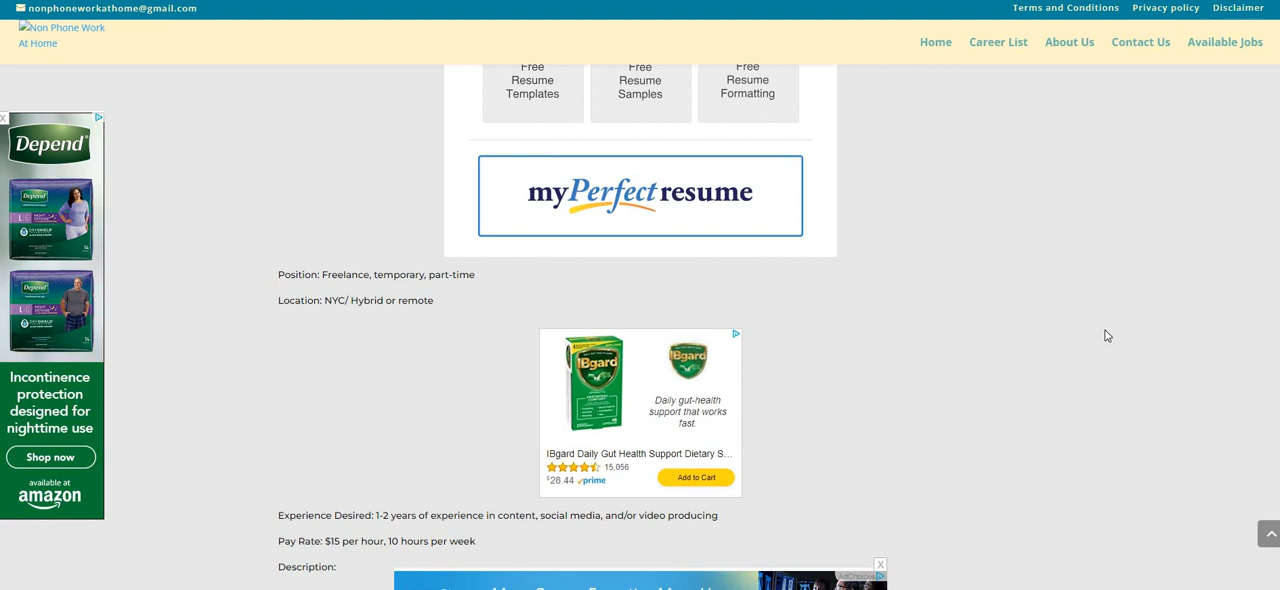 nonphoneworkathome@gmail.com
Terms and Conditions Privacy policy Disclaimer
Non Phone Work
At Home
Home Career List About Us Contact Us Available Jobs
Free
Resume
Templates
Free
Resume
Samples
Free
Resume
Formatting
myPerfect resume
X
Depend
Incontinence
protection
designed for
nighttime use
Shop now
available at
amazon
Position: Freelance, temporary, part-time
Location: NYC/ Hybrid or remote
IBgard
IBgard
Daily gut-health
support that works
fast.
IBgard Daily Gut Health Support Dietary S...
15,056
$28.44 prime
Add to Cart
Experience Desired: 1-2 years of experience in content, social media, and/or video producing
Pay Rate: $15 per hour, 10 hours per week
Description:
X
AdChoices